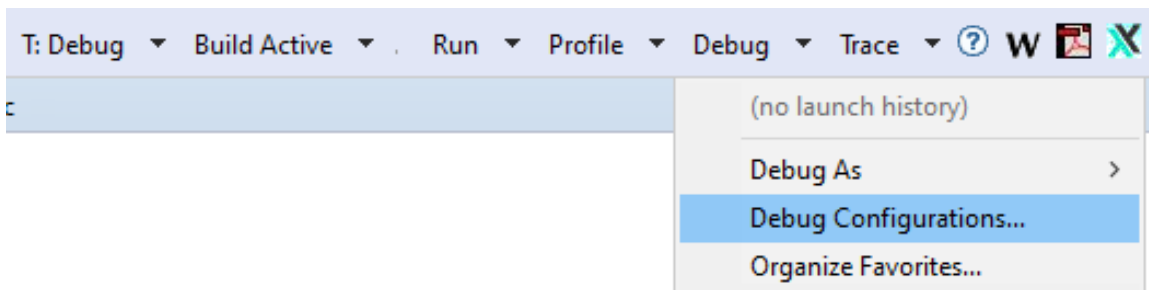 T: Debug Build Active . Run Profile Debug Trace ? W X
c
(no launch history)
Debug As >
Debug Configurations...
Organize Favorites...